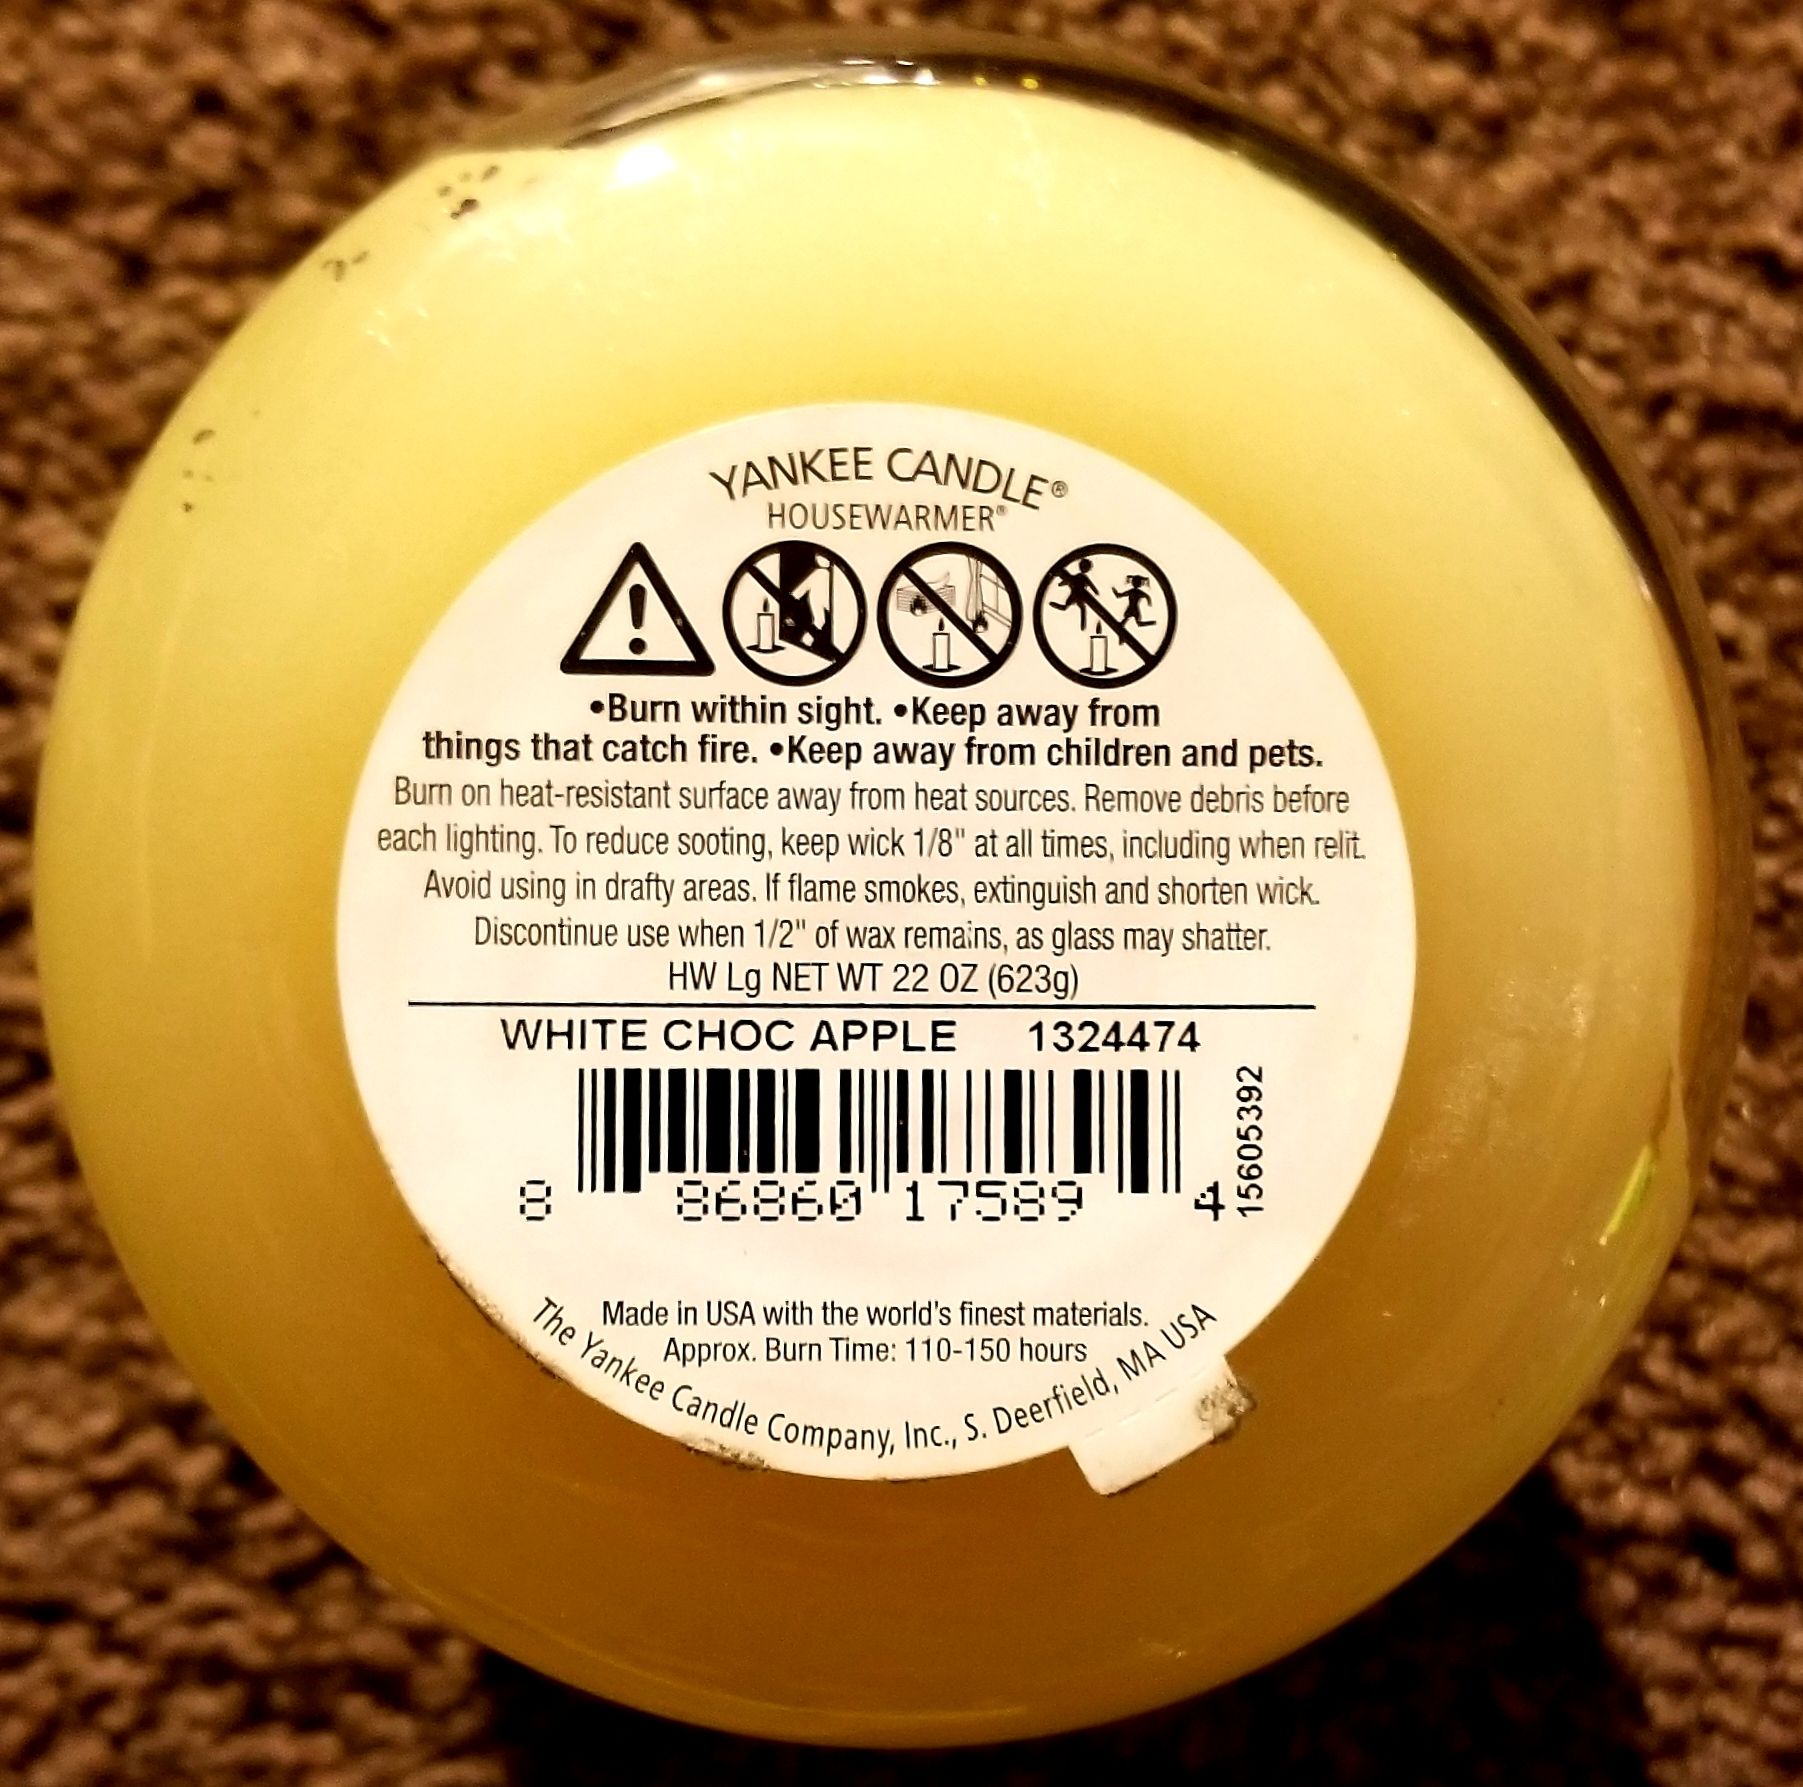 YANKEE CANDLE®
HOUSEWARMER®
•Burn within sight. •Keep away from
things that catch fire. •Keep away from children and pets.
Burn on heat-resistant surface away from heat sources. Remove debris before
each lighting. To reduce sooting, keep wick 1/8" at all times, including when relit.
Avoid using in drafty areas. If flame smokes, extinguish and shorten wick.
Discontinue use when 1/2" of wax remains, as glass may shatter.
HW Lg NET WT 22 OZ (623g)
WHITE CHOC APPLE 1324474
8 86860 17589 4
15605392
Made in USA with the world's finest materials.
Approx. Burn Time: 110-150 hours
The Yankee Candle Company, Inc., S. Deerfield, MA USA